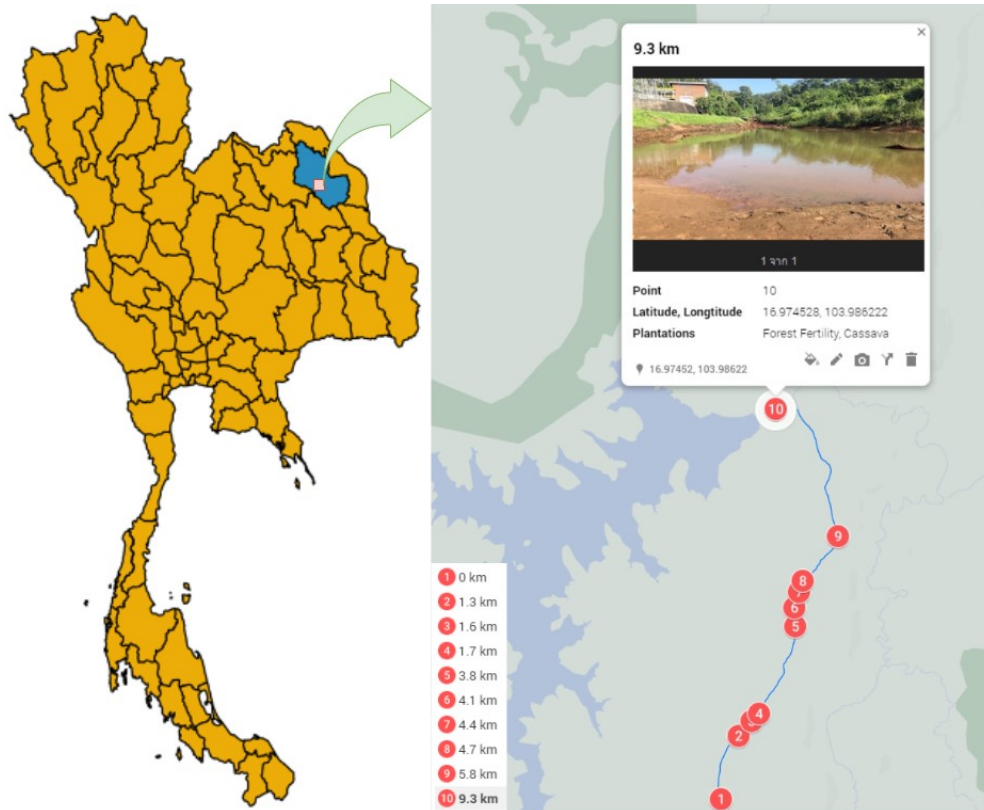 9.3 km
1 จาก 1
Point 10
Latitude, Longtitude 16.974528, 103.986222
Plantations Forest Fertility, Cassava
16.97452, 103.98622
10
9
8
7
6
5
4
3
2
1
1 0 km
2 1.3 km
3 1.6 km
4 1.7 km
5 3.8 km
6 4.1 km
7 4.4 km
8 4.7 km
9 5.8 km
10 9.3 km